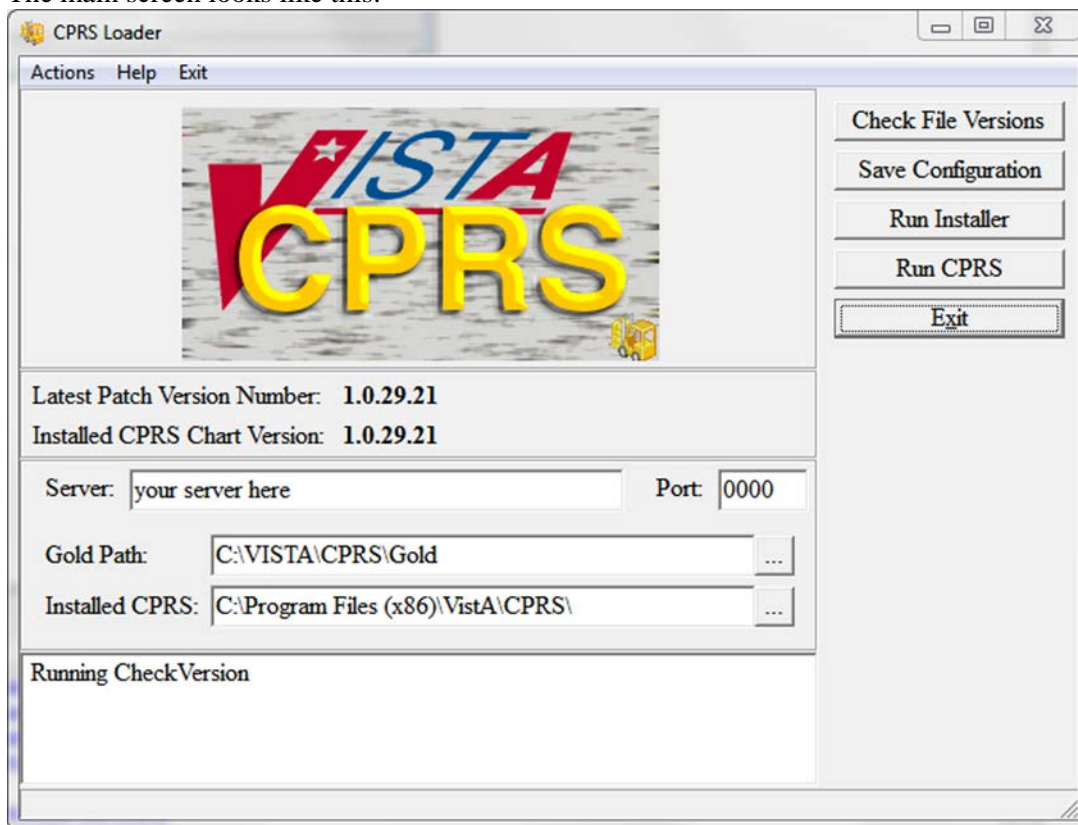 The main screen looks like this:
CPRS Loader
Actions Help Exit
VISTA
CPRS
Check File Versions
Save Configuration
Run Installer
Run CPRS
Exit
Latest Patch Version Number: 1.0.29.21
Installed CPRS Chart Version: 1.0.29.21
Server: your server here Port: 0000
Gold Path: C:\VISTA\CPRS\Gold ...
Installed CPRS: C:\Program Files (x86)\VistA\CPRS\ ...
Running CheckVersion